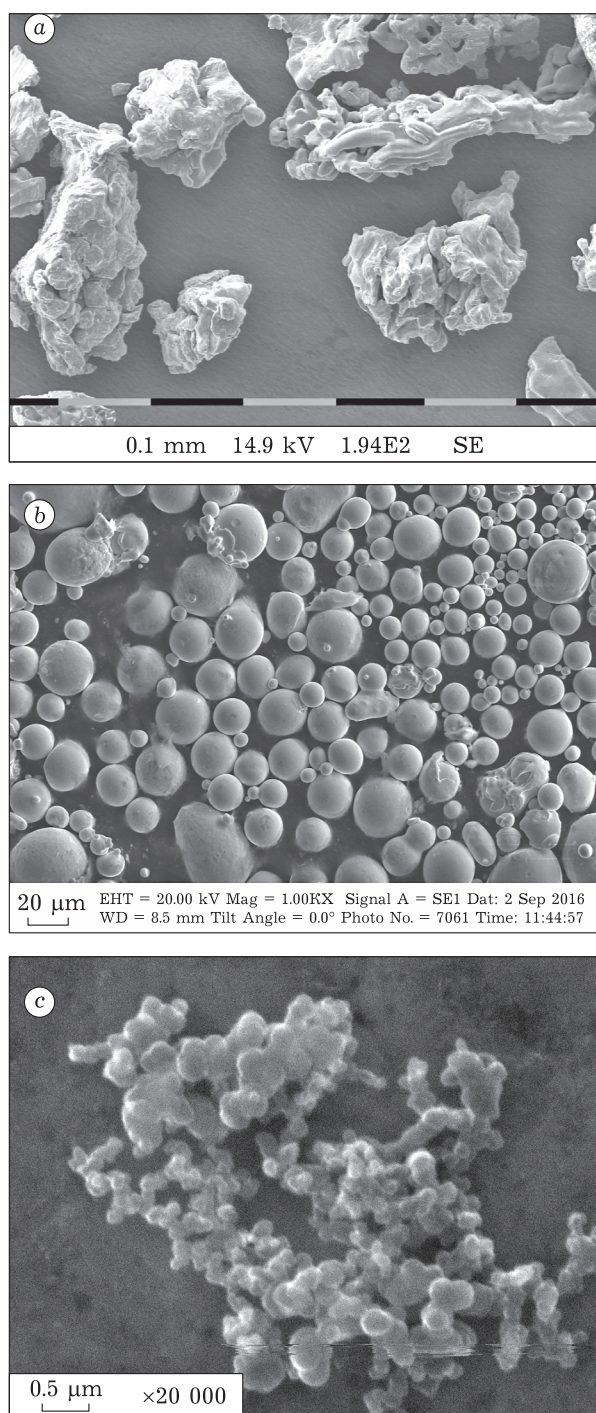 a
0.1 mm 14.9 kV 1.94E2 SE
b
20 μm EHT = 20.00 kV Mag = 1.00KX Signal A = SE1 Dat: 2 Sep 2016
WD = 8.5 mm Tilt Angle = 0.0° Photo No. = 7061 Time: 11:44:57
c
0.5 μm ×20 000